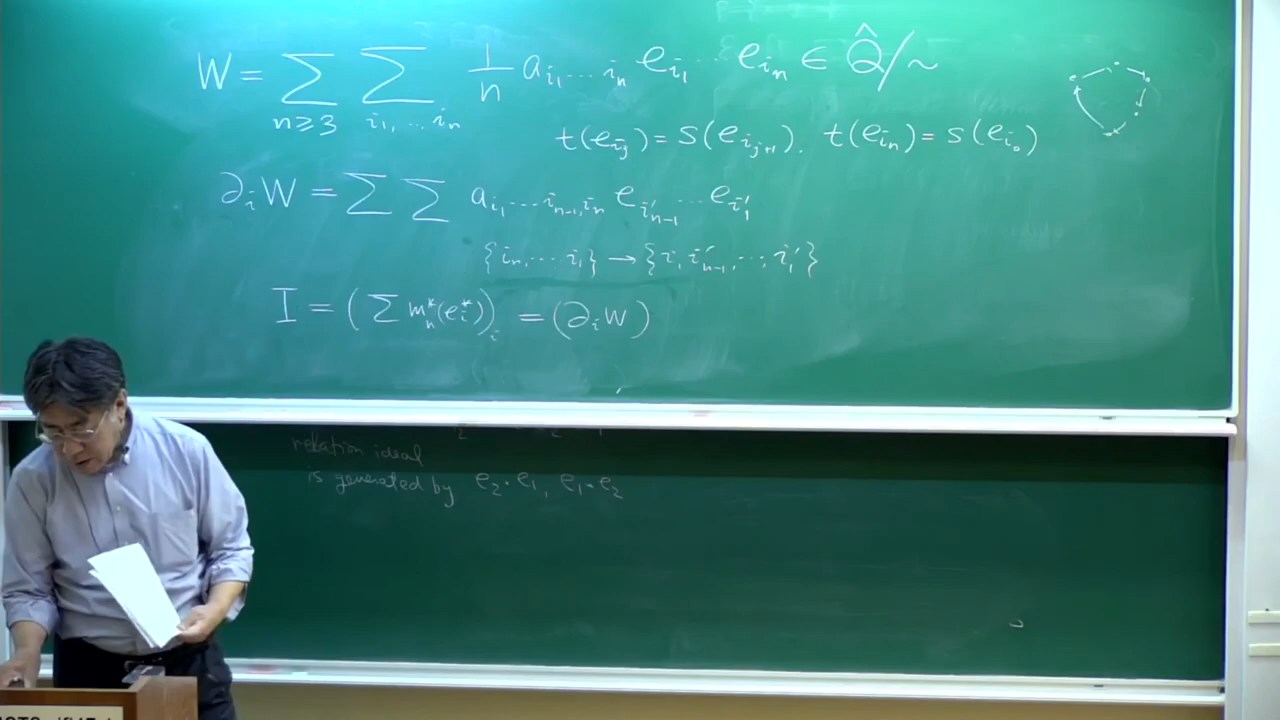 W = Σ_{n≥3} Σ_{i_1,…i_n} 1/n a_{i_1…i_n} e_{i_1} … e_{i_n} ∈ Q̂/~
t(e_{i_j}) = s(e_{i_{j+1}}). t(e_{i_n}) = s(e_{i_0})
∂_i W = Σ Σ a_{i_1…i_{n-1},i_n} e_{i'_{n-1}} … e_{i'_1}
{i_n,…i_1} → {i, i'_{n-1},…,i'_1}
I = (Σ m_n^*(e_i^*))_i = (∂_i W)
relation ideal
is generated by e_2·e_1, e_1·e_2